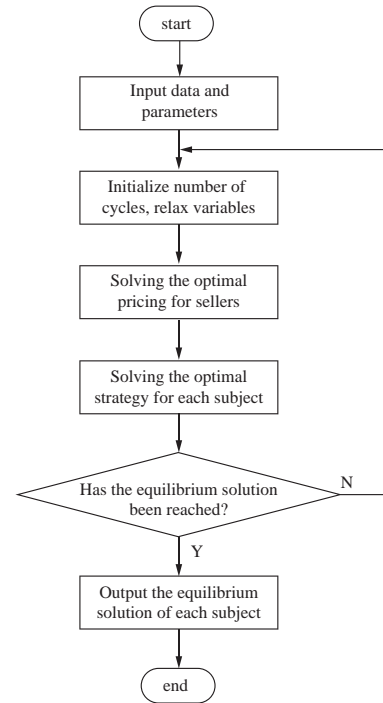 start
Input data and
parameters
Initialize number of
cycles, relax variables
Solving the optimal
pricing for sellers
Solving the optimal
strategy for each subject
Has the equilibrium solution
been reached?
N
Y
Output the equilibrium
solution of each subject
end